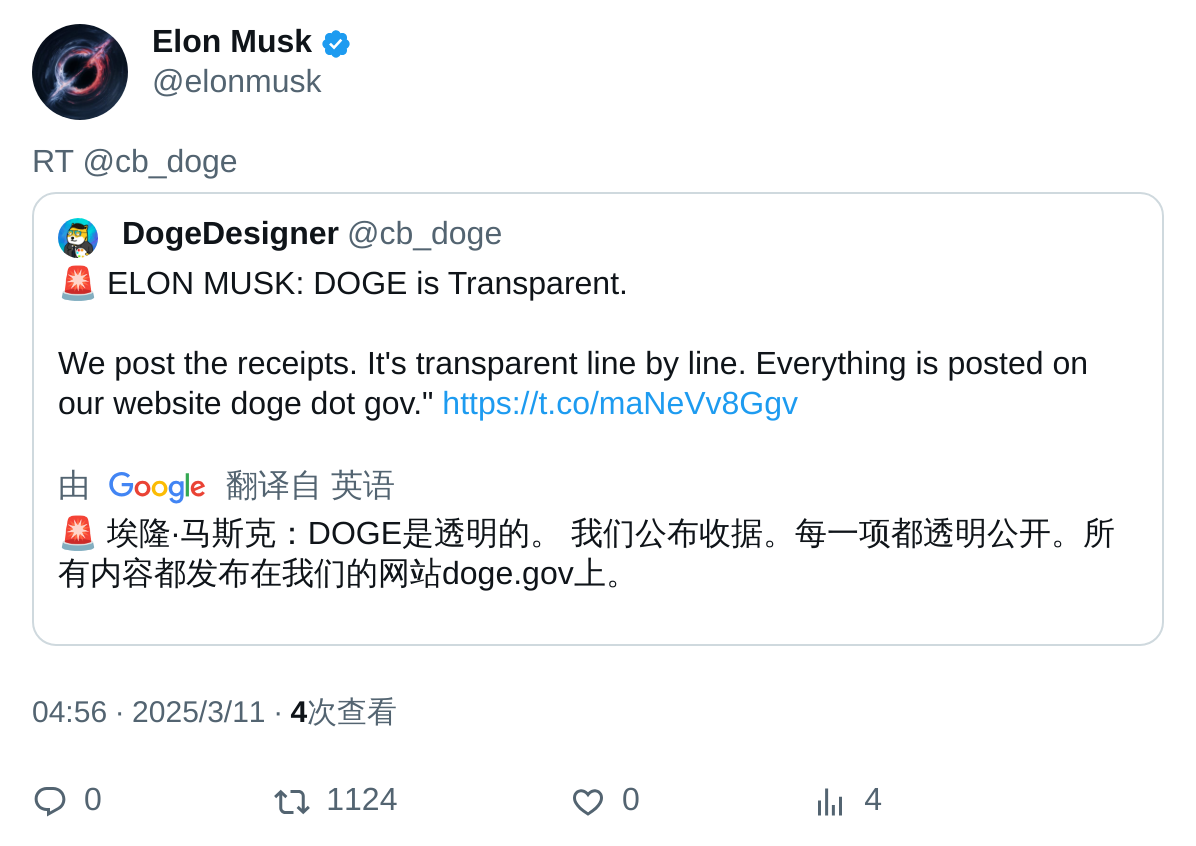 Elon Musk
@elonmusk
RT @cb_doge
DogeDesigner @cb_doge
🚨 ELON MUSK: DOGE is Transparent.
We post the receipts. It's transparent line by line. Everything is posted on
our website doge dot gov." https://t.co/maNeVv8Ggv
由 Google 翻译自 英语
🚨 埃隆·马斯克：DOGE是透明的。 我们公布收据。每一项都透明公开。所
有内容都发布在我们的网站doge.gov上。
04:56 · 2025/3/11 · 4次查看
0 1124 0 4